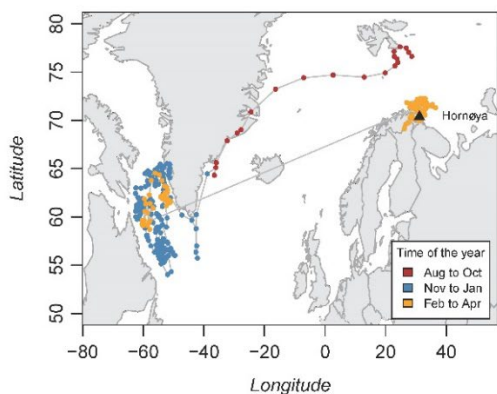 80
75
70
65
60
55
50
Latitude
Hornøya
Time of the year
Aug to Oct
Nov to Jan
Feb to Apr
−80 −60 −40 −20 0 20 40
Longitude